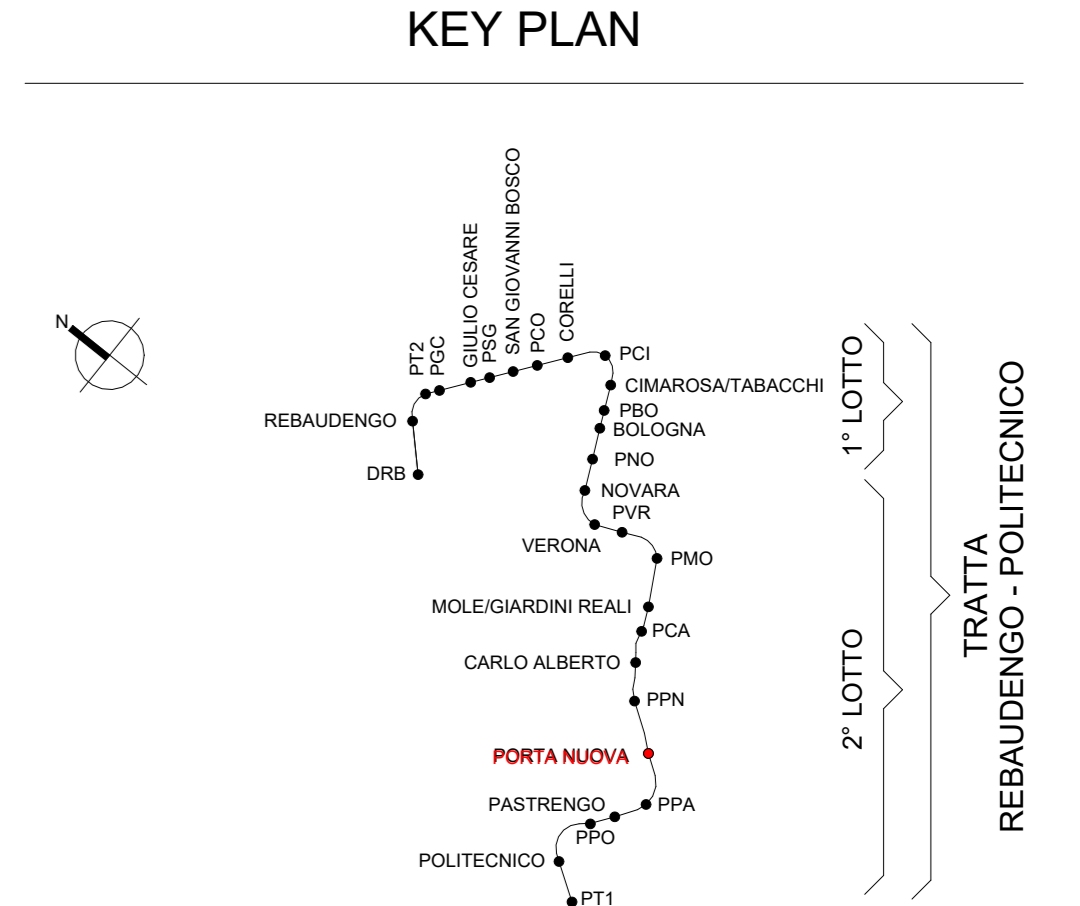 KEY PLAN
N
PT2
PGC
GIULIO CESARE
PSG
SAN GIOVANNI BOSCO
PCO
CORELLI
PCI
CIMAROSA/TABACCHI
REBAUDENGO
PBO
BOLOGNA
DRB
PNO
NOVARA
PVR
VERONA
PMO
MOLE/GIARDINI REALI
PCA
CARLO ALBERTO
PPN
PORTA NUOVA
PASTRENGO
PPA
PPO
POLITECNICO
PT1
1° LOTTO
2° LOTTO
TRATTA
REBAUDENGO - POLITECNICO